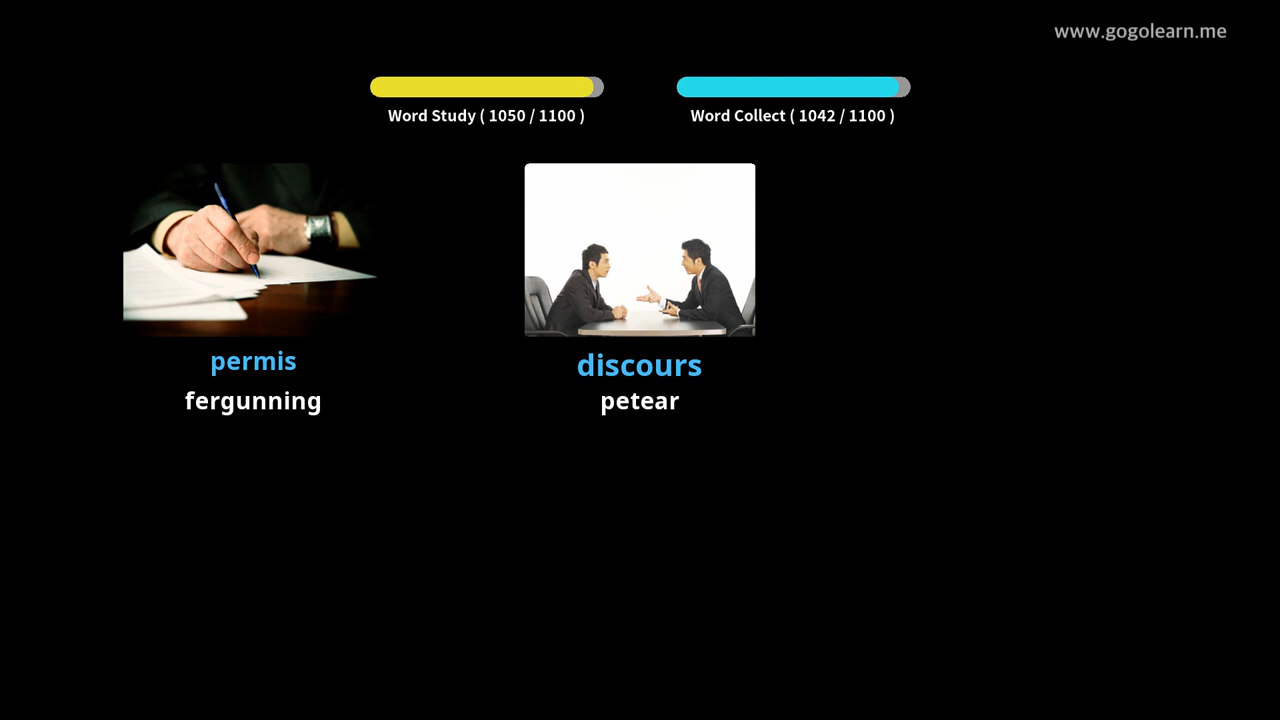 www.gogolearn.me
Word Study ( 1050 / 1100 )
Word Collect ( 1042 / 1100 )
permis
fergunning
discours
petear